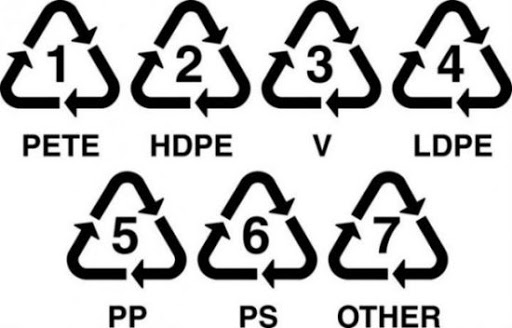 1 2 3 4
PETE HDPE V LDPE
5 6 7
PP PS OTHER